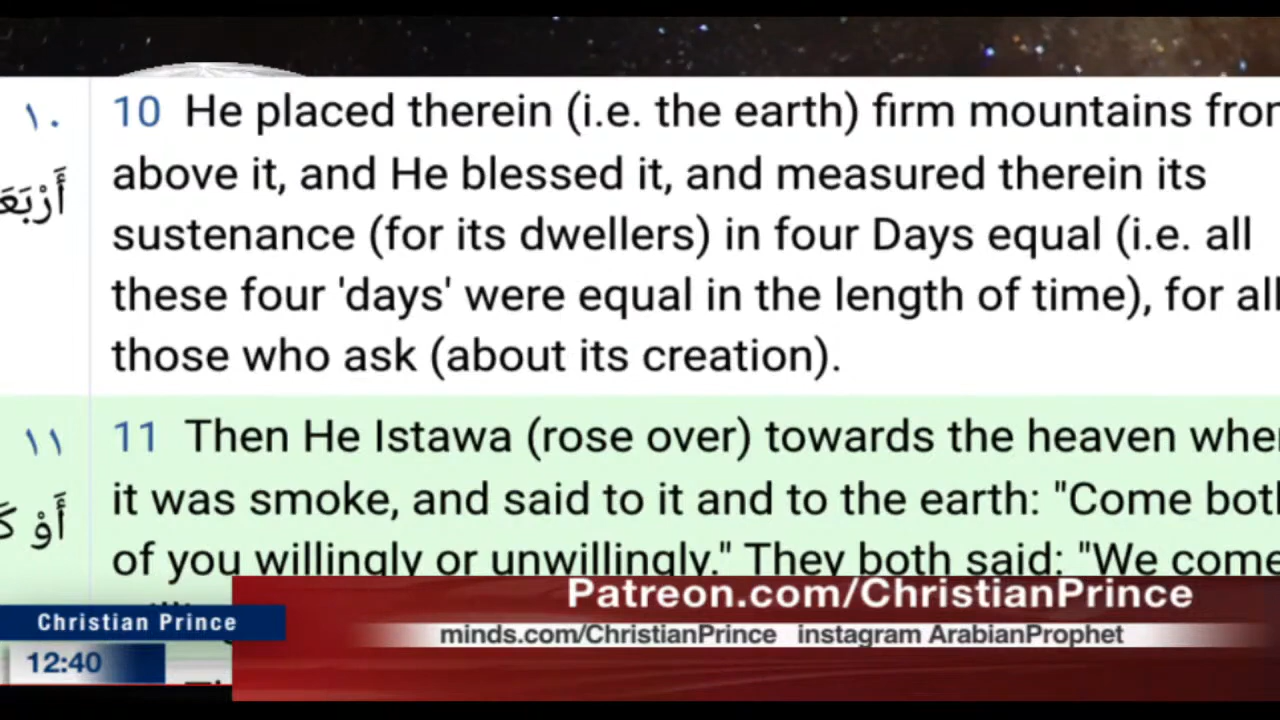 ١٠
10 He placed therein (i.e. the earth) firm mountains from
above it, and He blessed it, and measured therein its
sustenance (for its dwellers) in four Days equal (i.e. all
these four 'days' were equal in the length of time), for all
those who ask (about its creation).
١١
11 Then He Istawa (rose over) towards the heaven when
it was smoke, and said to it and to the earth: "Come both
of you willingly or unwillingly." They both said: "We come
أَوْ
Patreon.com/ChristianPrince
Christian Prince
minds.com/ChristianPrince instagram ArabianProphet
12:40